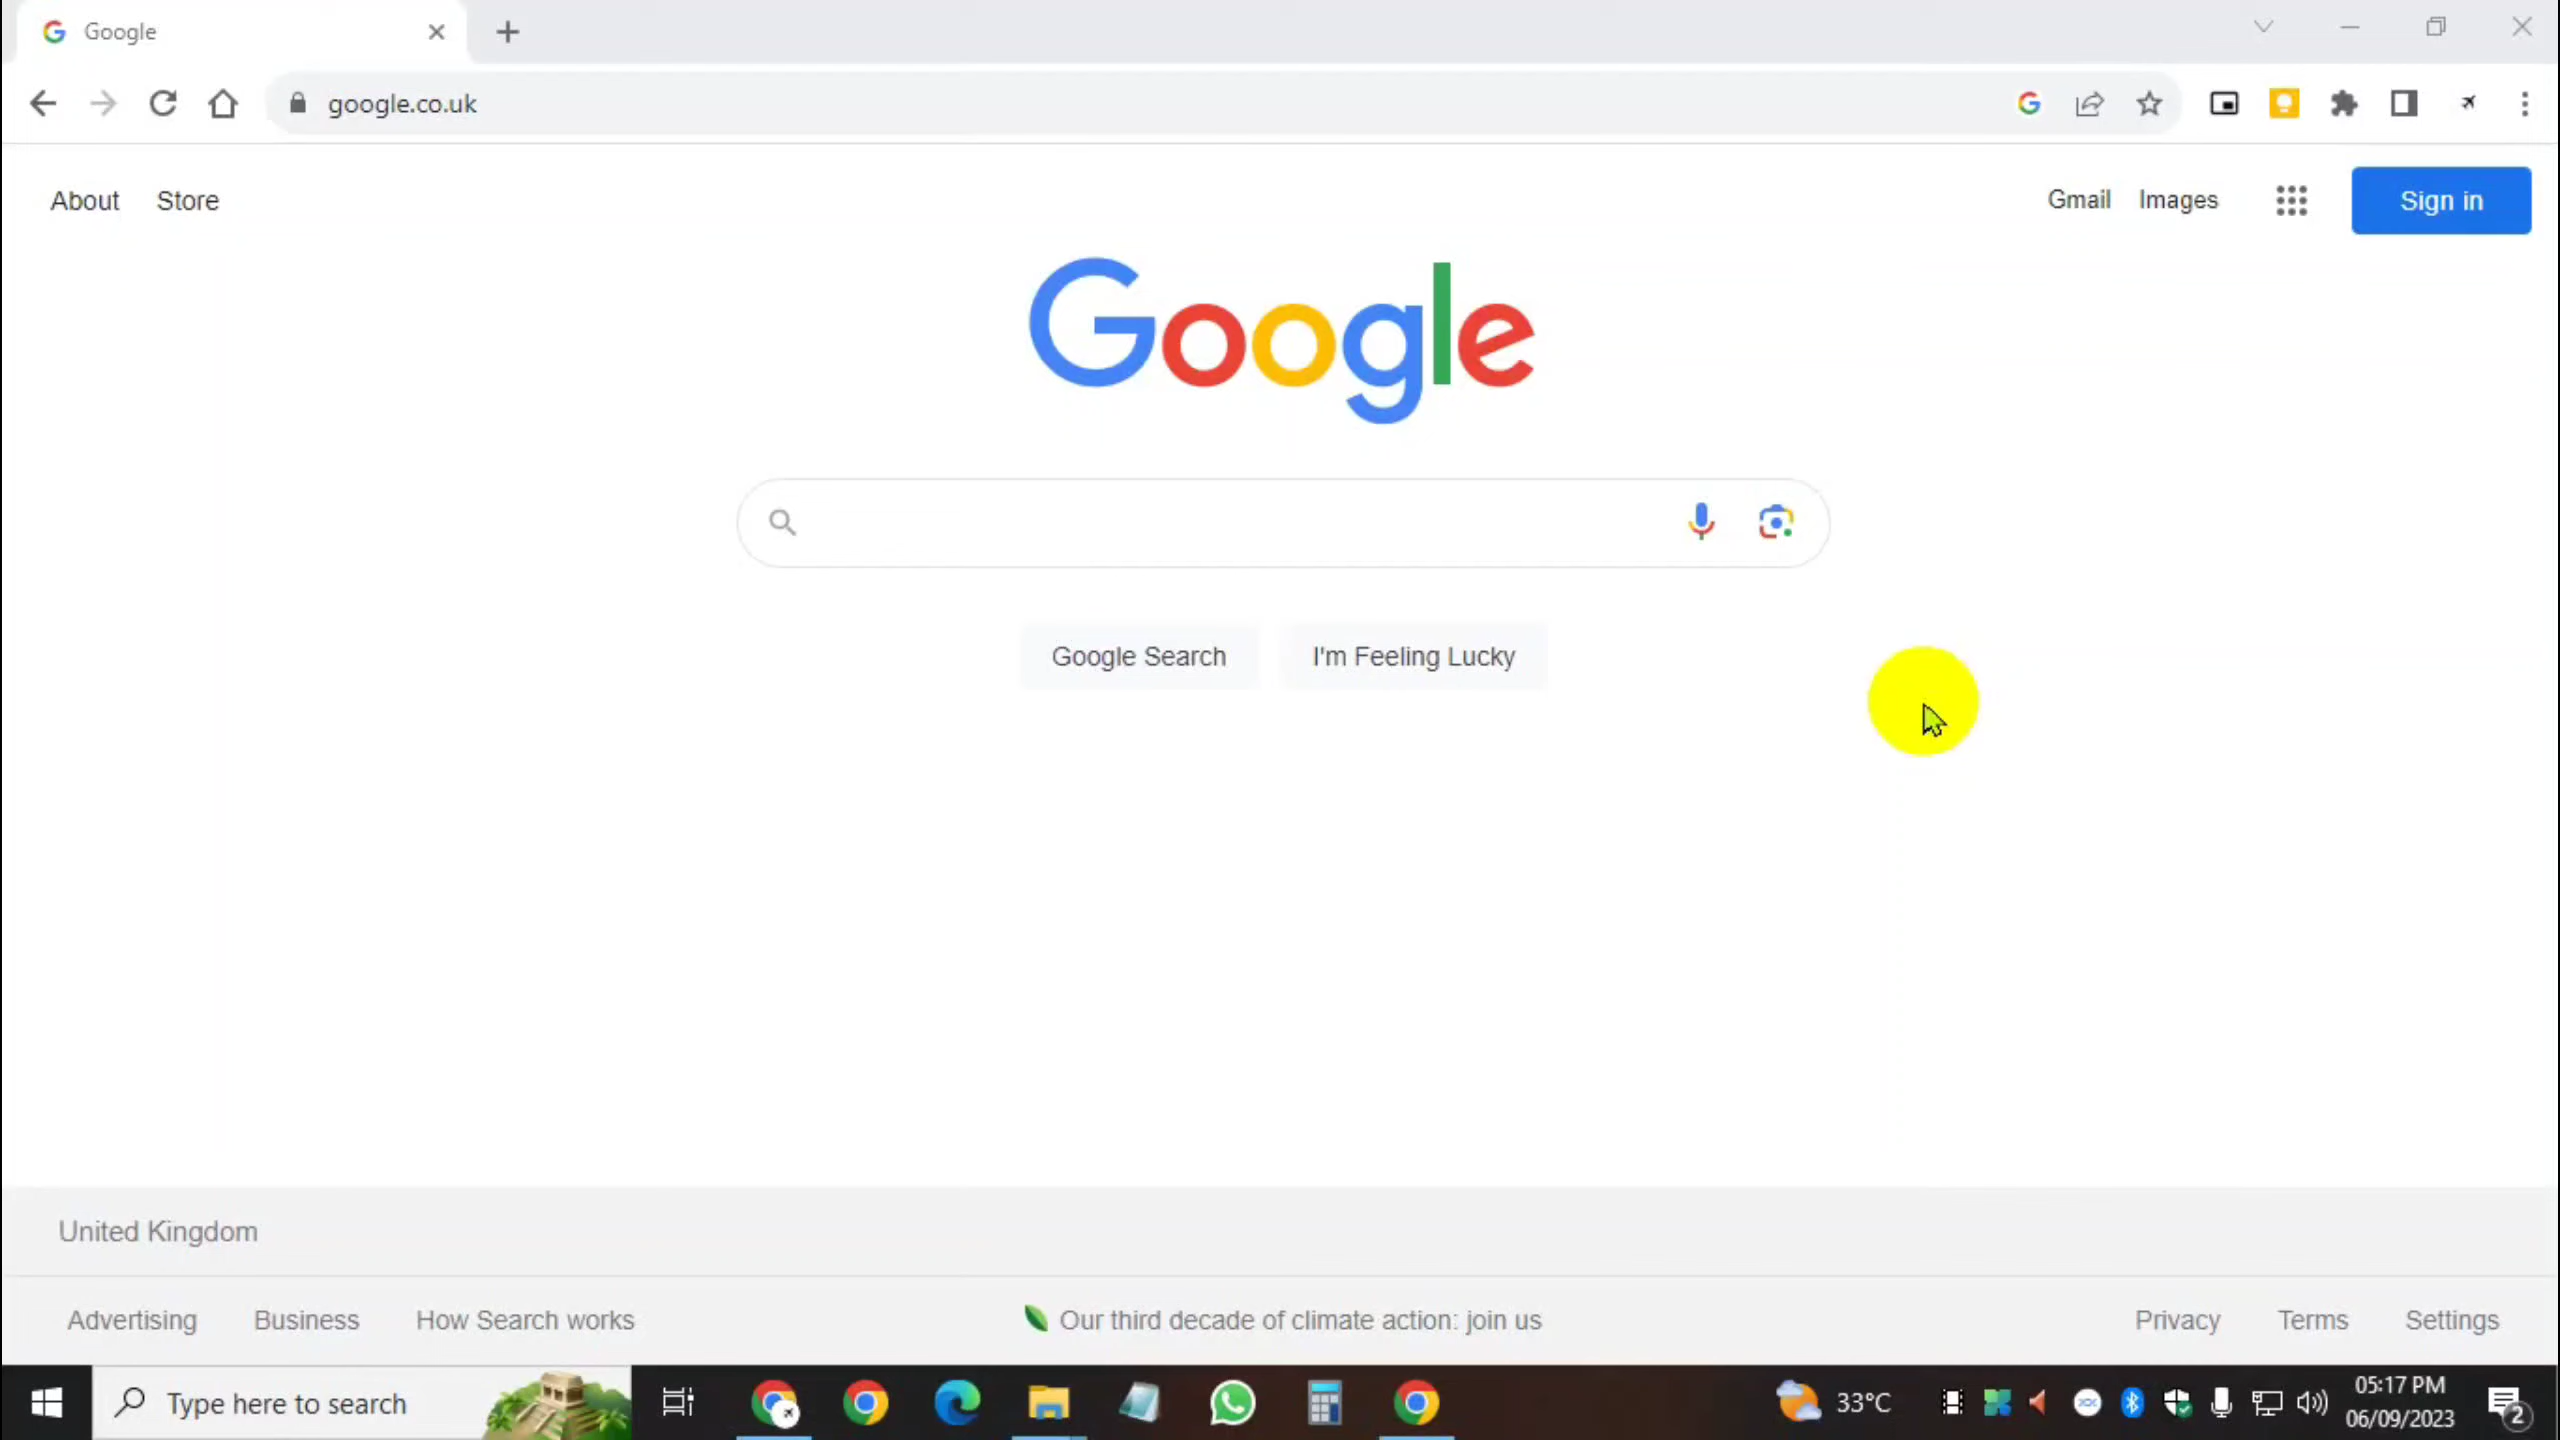 Google
google.co.uk
About Store
Gmail Images Sign in
Google
Google Search I'm Feeling Lucky
United Kingdom
Advertising Business How Search works
Our third decade of climate action: join us
Privacy Terms Settings
Type here to search
33°C
05:17 PM
06/09/2023
2